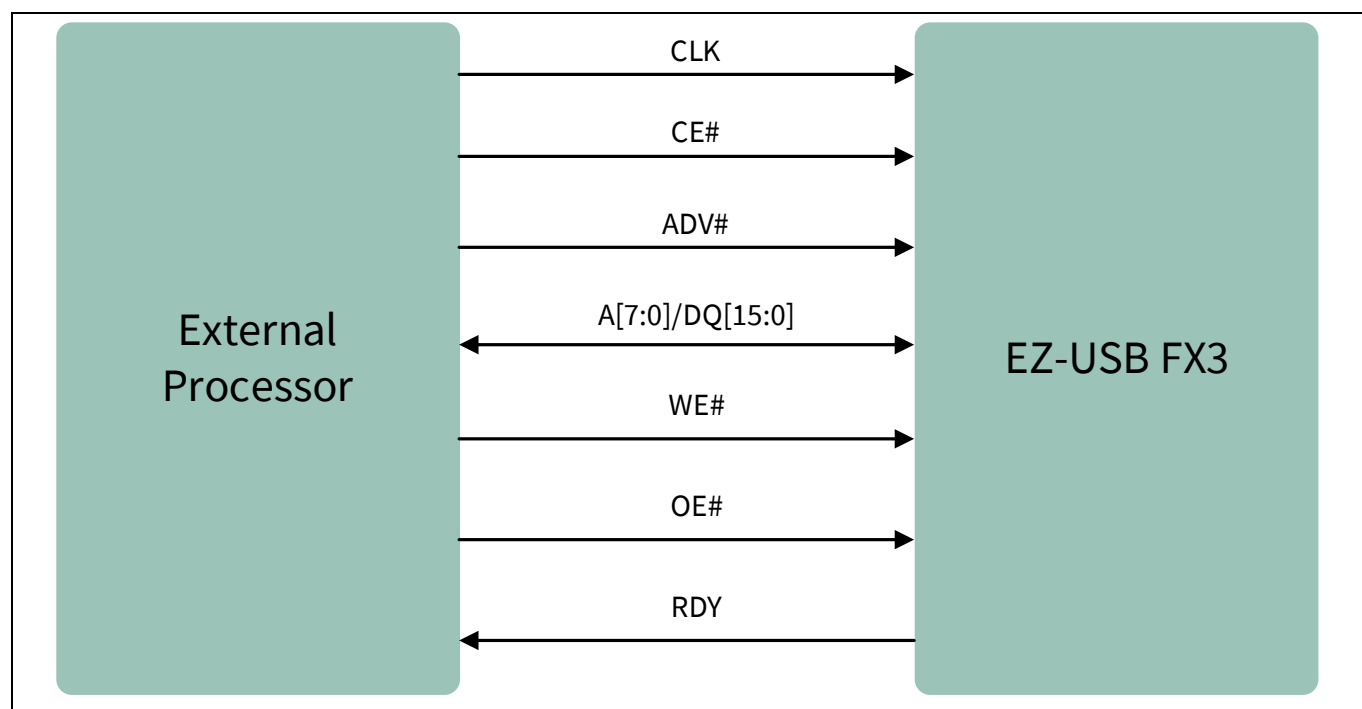 CLK
CE#
ADV#
A[7:0]/DQ[15:0]
External
Processor
EZ-USB FX3
WE#
OE#
RDY